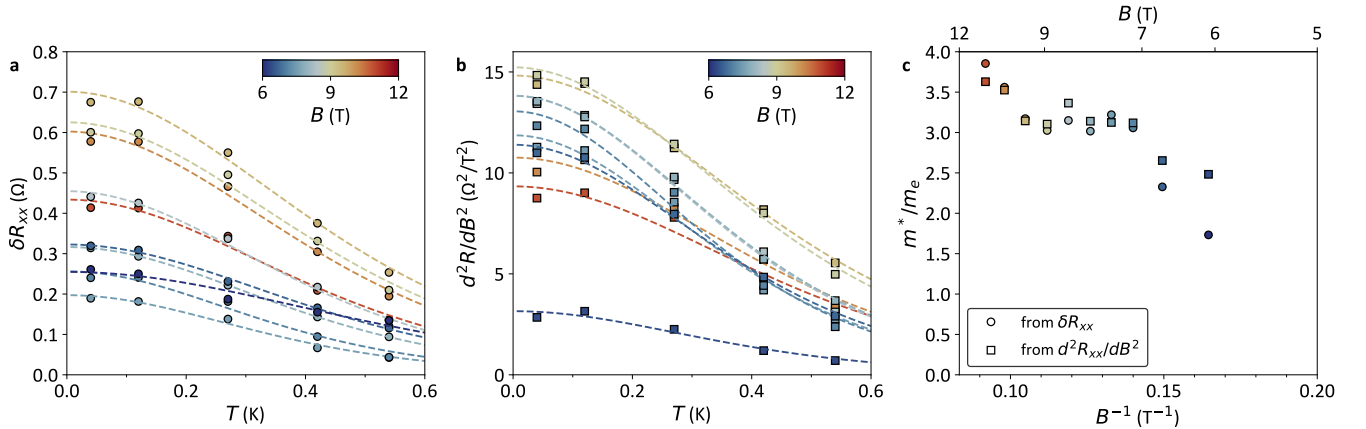 a
0.8
0.7
0.6
0.5
0.4
0.3
0.2
0.1
0.0
δRxx (Ω)
0.0 0.2 0.4 0.6
T (K)
6 9 12
B (T)
b
15
10
5
0
d²R/dB² (Ω²/T²)
0.0 0.2 0.4 0.6
T (K)
6 9 12
B (T)
B (T)
12 9 7 6 5
c
4.0
3.5
3.0
2.5
2.0
1.5
1.0
0.5
0.0
m*/me
from δRxx
from d²Rxx/dB²
0.10 0.15 0.20
B⁻¹ (T⁻¹)